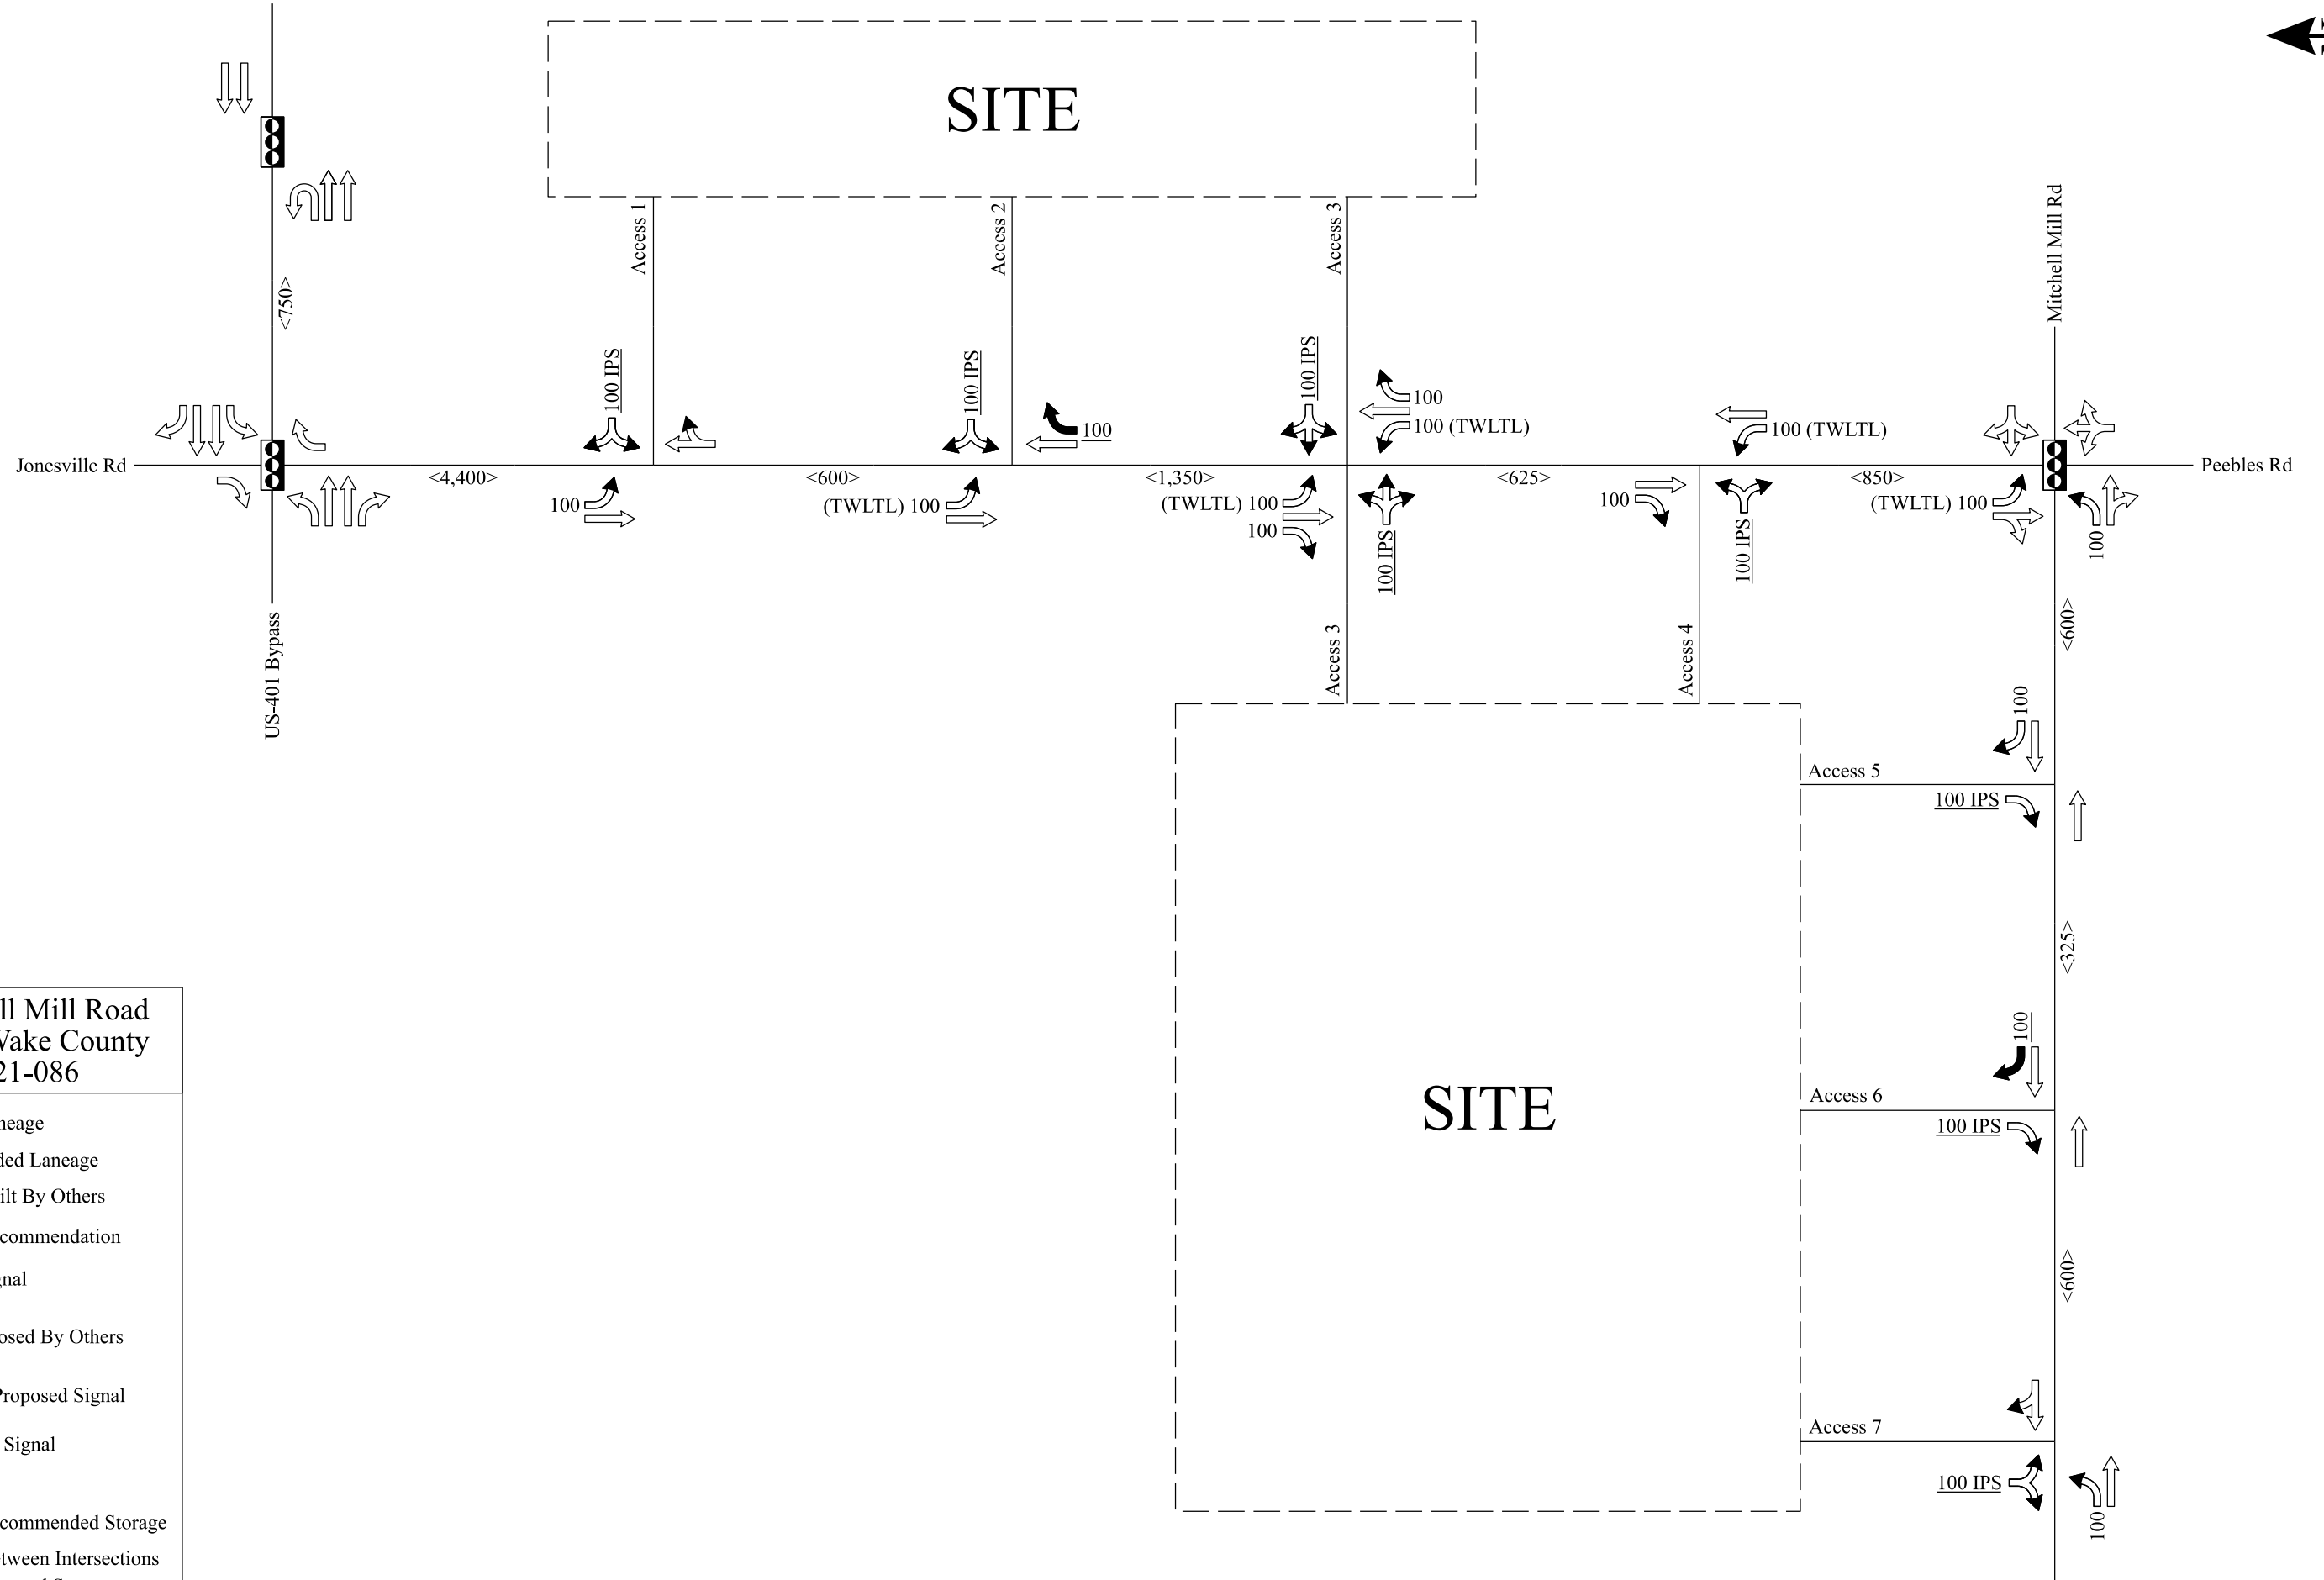 SITE
Access 1
Access 2
Access 3
Mitchell Mill Rd
<750>
100 IPS
100 IPS
100 IPS
100
100 (TWLTL)
100
100 (TWLTL)
Jonesville Rd
Peebles Rd
<4,400>
<600>
<1,350>
<625>
<850>
100
(TWLTL) 100
(TWLTL) 100
100
100
(TWLTL) 100
100 IPS
100 IPS
100
US-401 Bypass
Access 3
Access 4
<600>
100
Access 5
100 IPS
<325>
100
SITE
Access 6
100 IPS
<600>
Access 7
100 IPS
100
ll Mill Road
Wake County
21-086
neage
ded Laneage
ilt By Others
commendation
gnal
osed By Others
Proposed Signal
Signal
commended Storage
tween Intersections